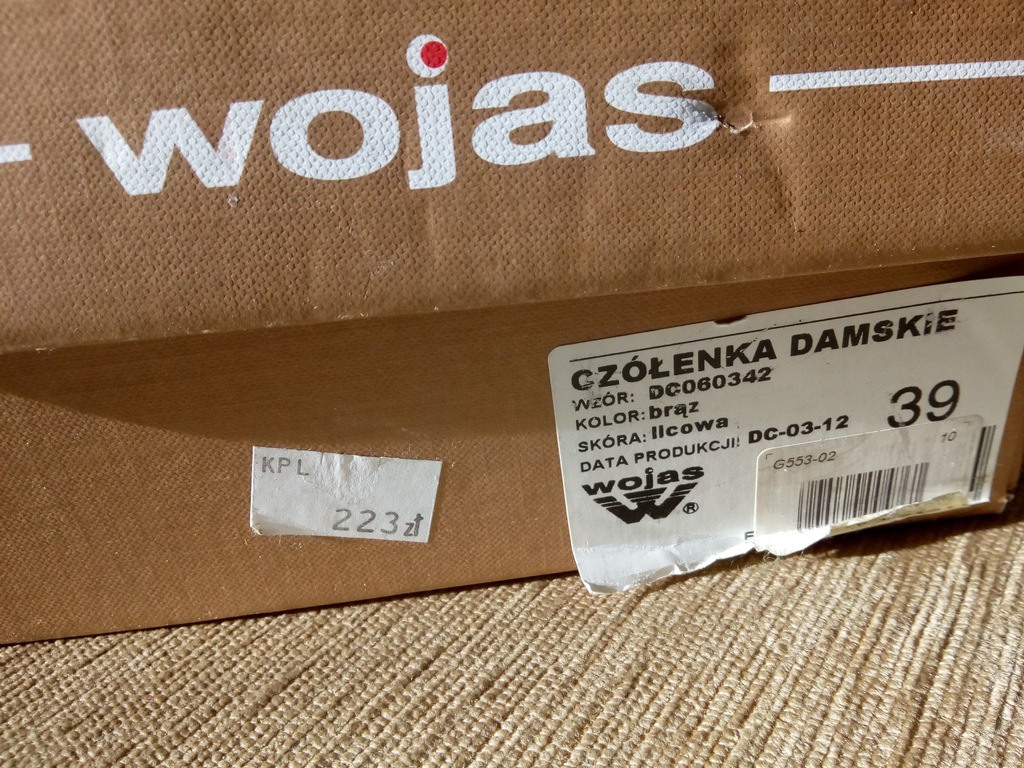 wojas
CZÓŁENKA DAMSKIE
WZÓR: DC060342
KOLOR: brąz
39
SKÓRA: licowa
DATA PRODUKCJI: DC-03-12
wojas
W®
G553-02
10
KPL
223zł